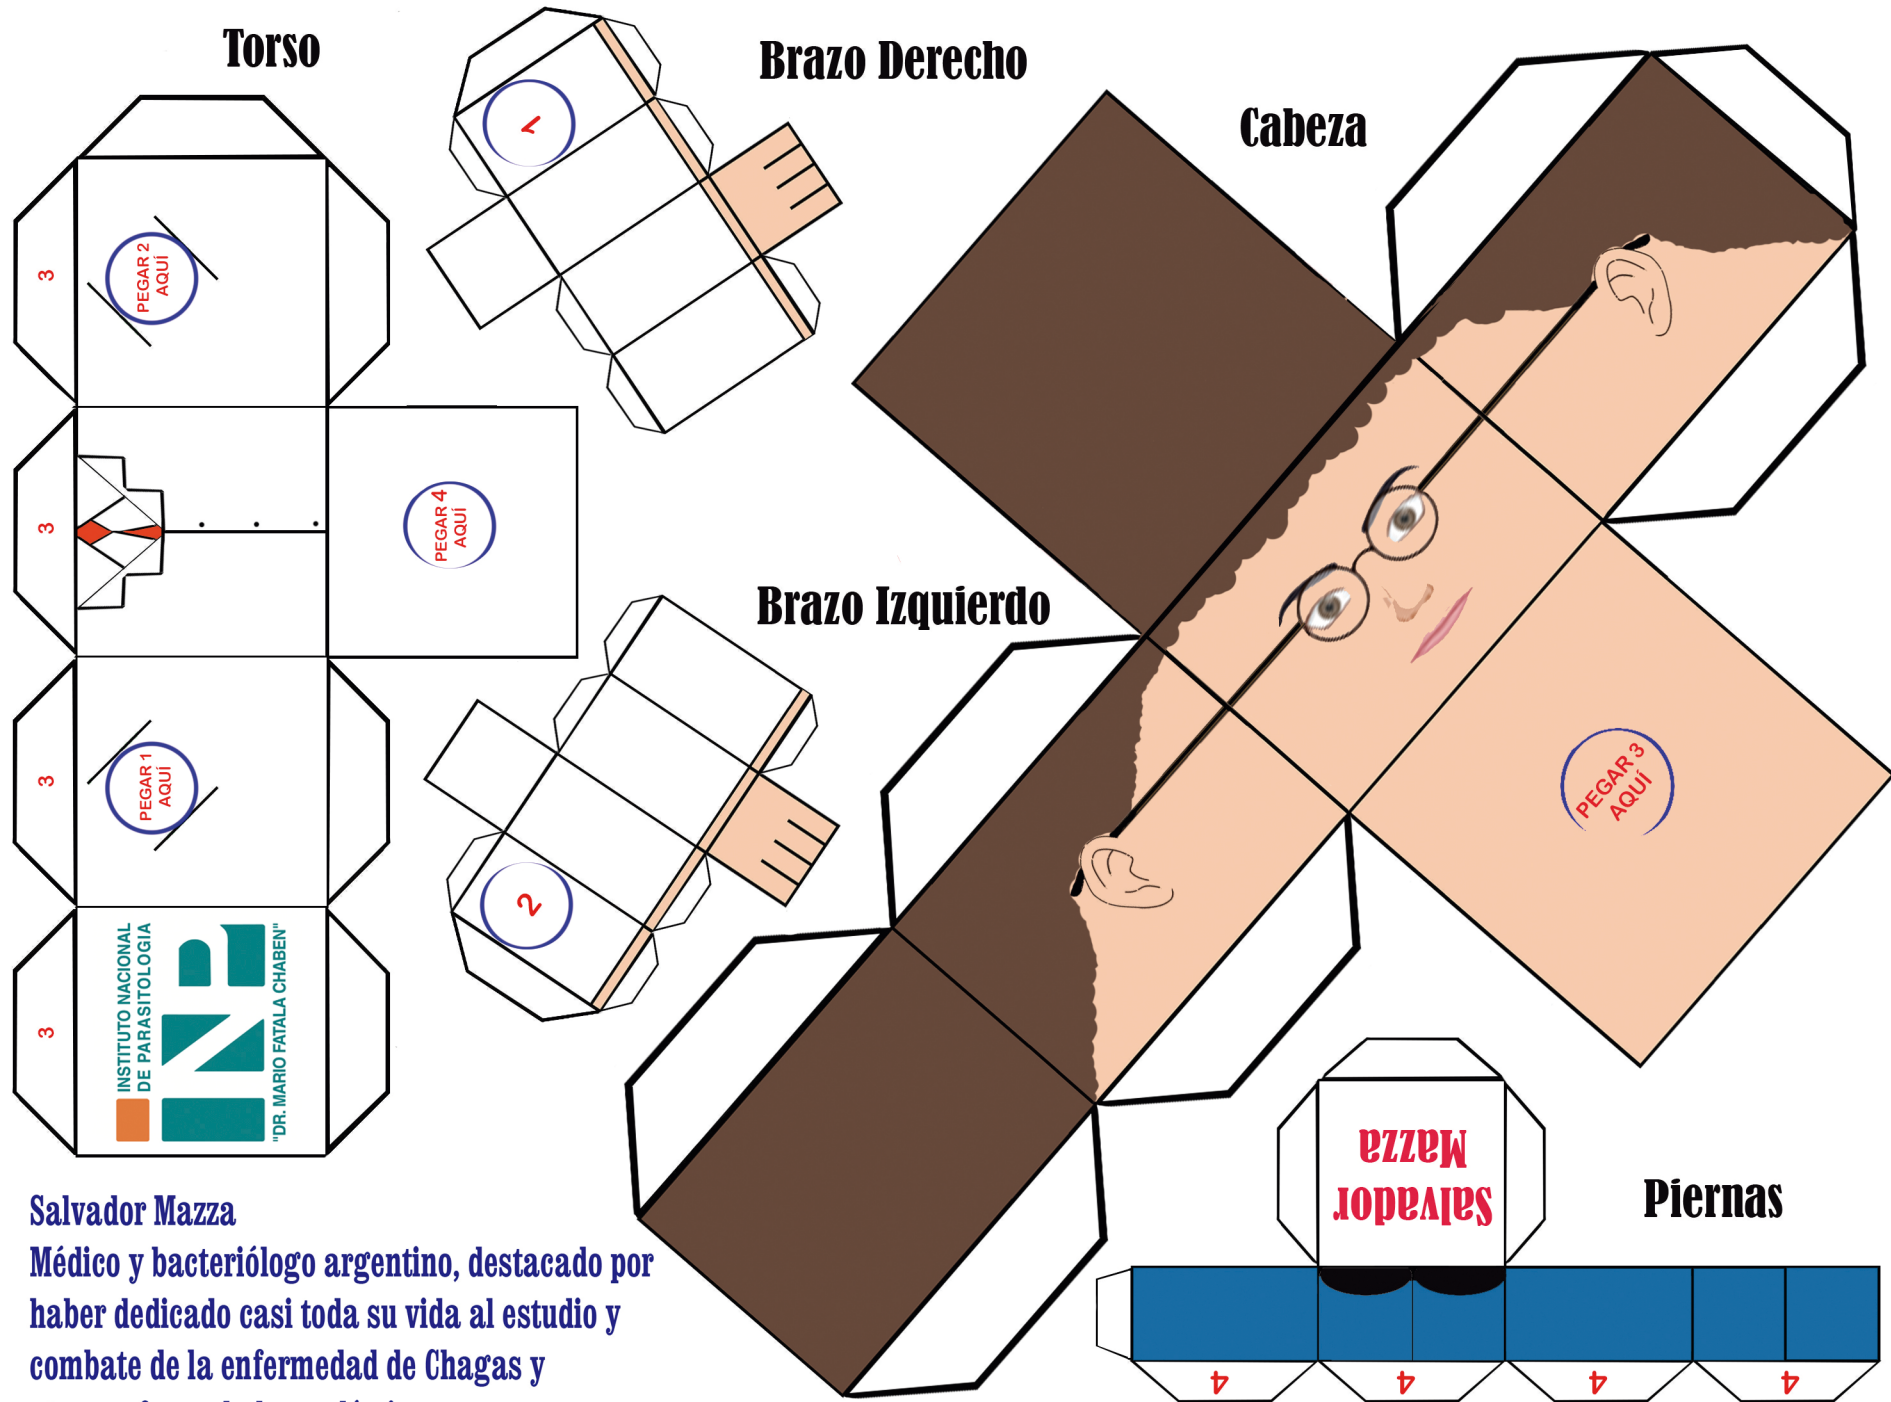 Torso
Brazo Derecho
Cabeza
1
3
PEGAR 2
AQUÍ
3
PEGAR 4
AQUÍ
Brazo Izquierdo
3
PEGAR 1
AQUÍ
2
PEGAR 3
AQUÍ
3
INSTITUTO NACIONAL
DE PARASITOLOGIA
INP
"DR. MARIO FATALA CHABEN"
Salvador
Mazza
Piernas
4
4
4
4
Salvador Mazza
Médico y bacteriólogo argentino, destacado por
haber dedicado casi toda su vida al estudio y
combate de la enfermedad de Chagas y